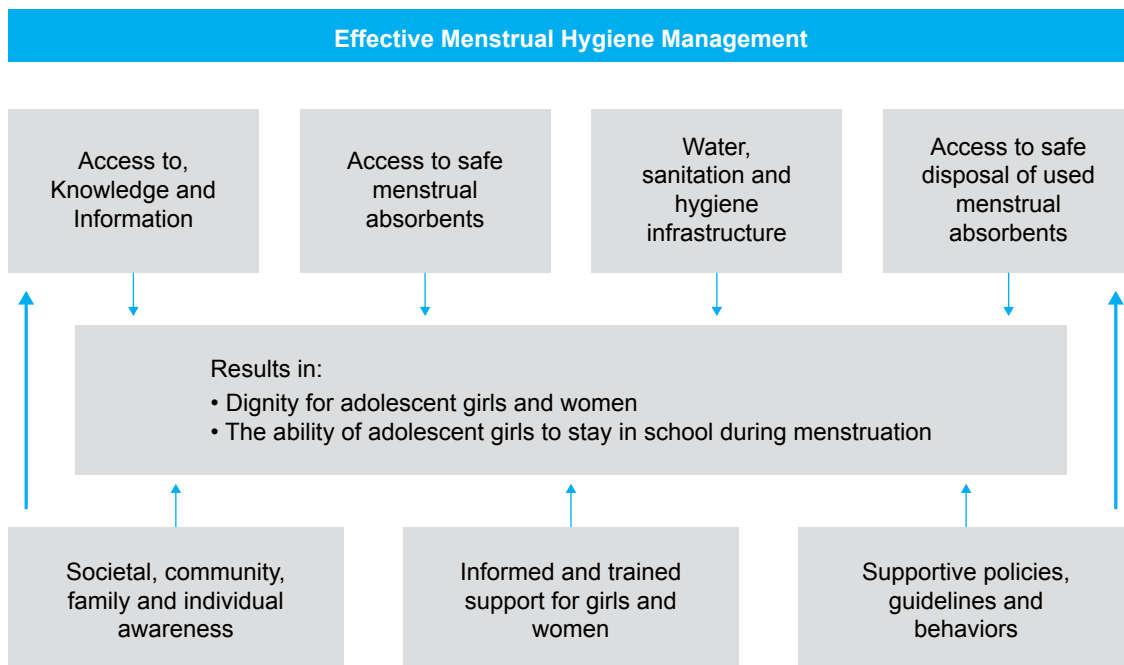 Effective Menstrual Hygiene Management
Access to,
Knowledge and
Information
Access to safe
menstrual
absorbents
Water,
sanitation and
hygiene
infrastructure
Access to safe
disposal of used
menstrual
absorbents
Results in:
• Dignity for adolescent girls and women
• The ability of adolescent girls to stay in school during menstruation
Societal, community,
family and individual
awareness
Informed and trained
support for girls and
women
Supportive policies,
guidelines and
behaviors